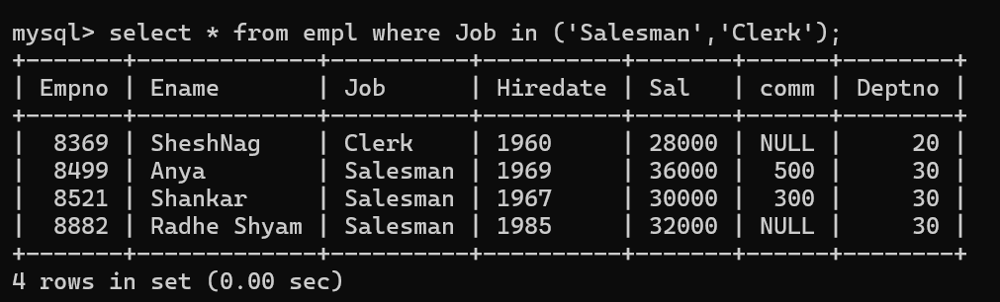 mysql> select * from empl where Job in ('Salesman','Clerk');
+-------+-------------+----------+----------+-------+------+--------+
| Empno | Ename       | Job      | Hiredate | Sal   | comm | Deptno |
+-------+-------------+----------+----------+-------+------+--------+
|  8369 | SheshNag    | Clerk    | 1960     | 28000 | NULL |     20 |
|  8499 | Anya        | Salesman | 1969     | 36000 |  500 |     30 |
|  8521 | Shankar     | Salesman | 1967     | 30000 |  300 |     30 |
|  8882 | Radhe Shyam | Salesman | 1985     | 32000 | NULL |     30 |
+-------+-------------+----------+----------+-------+------+--------+
4 rows in set (0.00 sec)